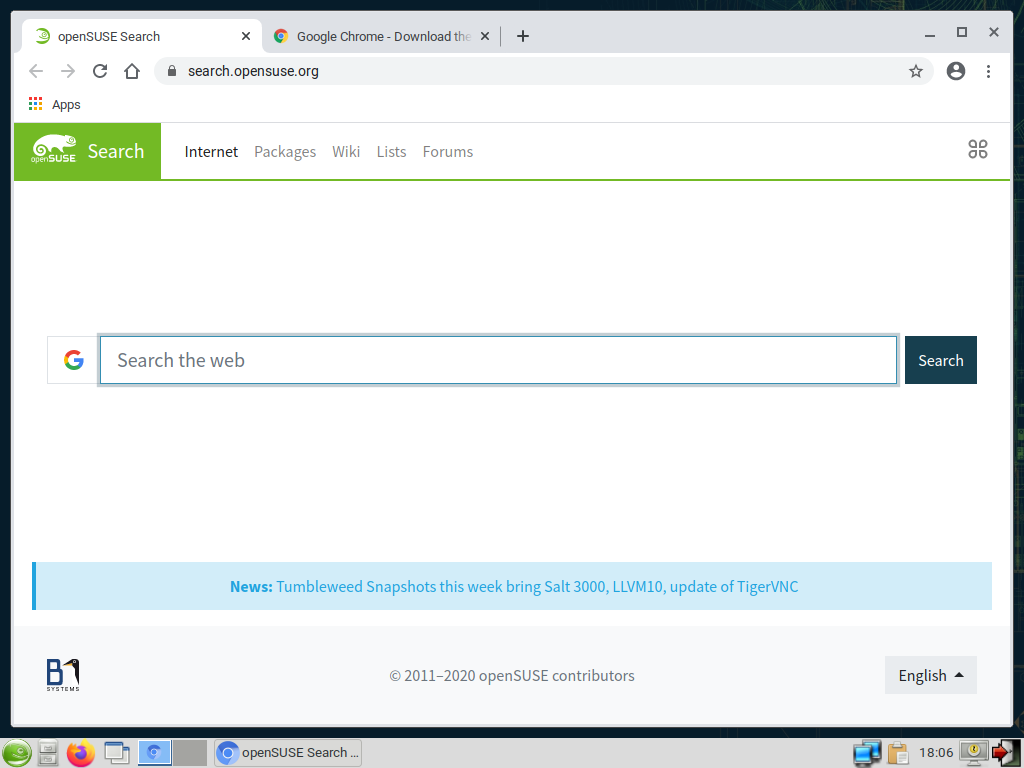 openSUSE Search
Google Chrome - Download the
search.opensuse.org
Apps
openSUSE
Search
Internet
Packages
Wiki
Lists
Forums
Search the web
Search
News: Tumbleweed Snapshots this week bring Salt 3000, LLVM10, update of TigerVNC
B1
SYSTEMS
© 2011–2020 openSUSE contributors
English
openSUSE Search ...
18:06